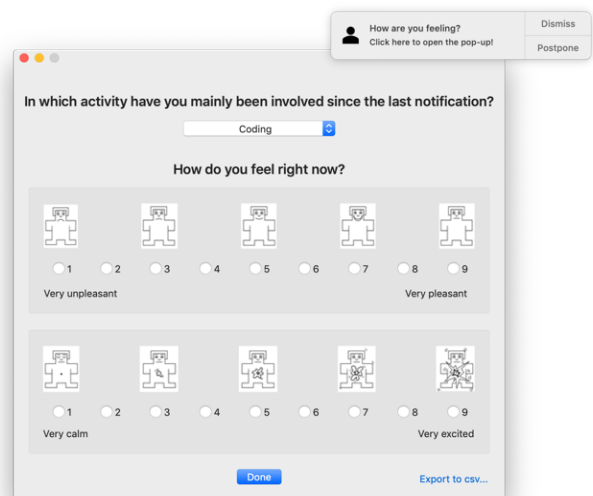 How are you feeling?
Click here to open the pop-up!
Dismiss
Postpone
In which activity have you mainly been involved since the last notification?
Coding
How do you feel right now?
1 2 3 4 5 6 7 8 9
Very unpleasant Very pleasant
1 2 3 4 5 6 7 8 9
Very calm Very excited
Done
Export to csv...